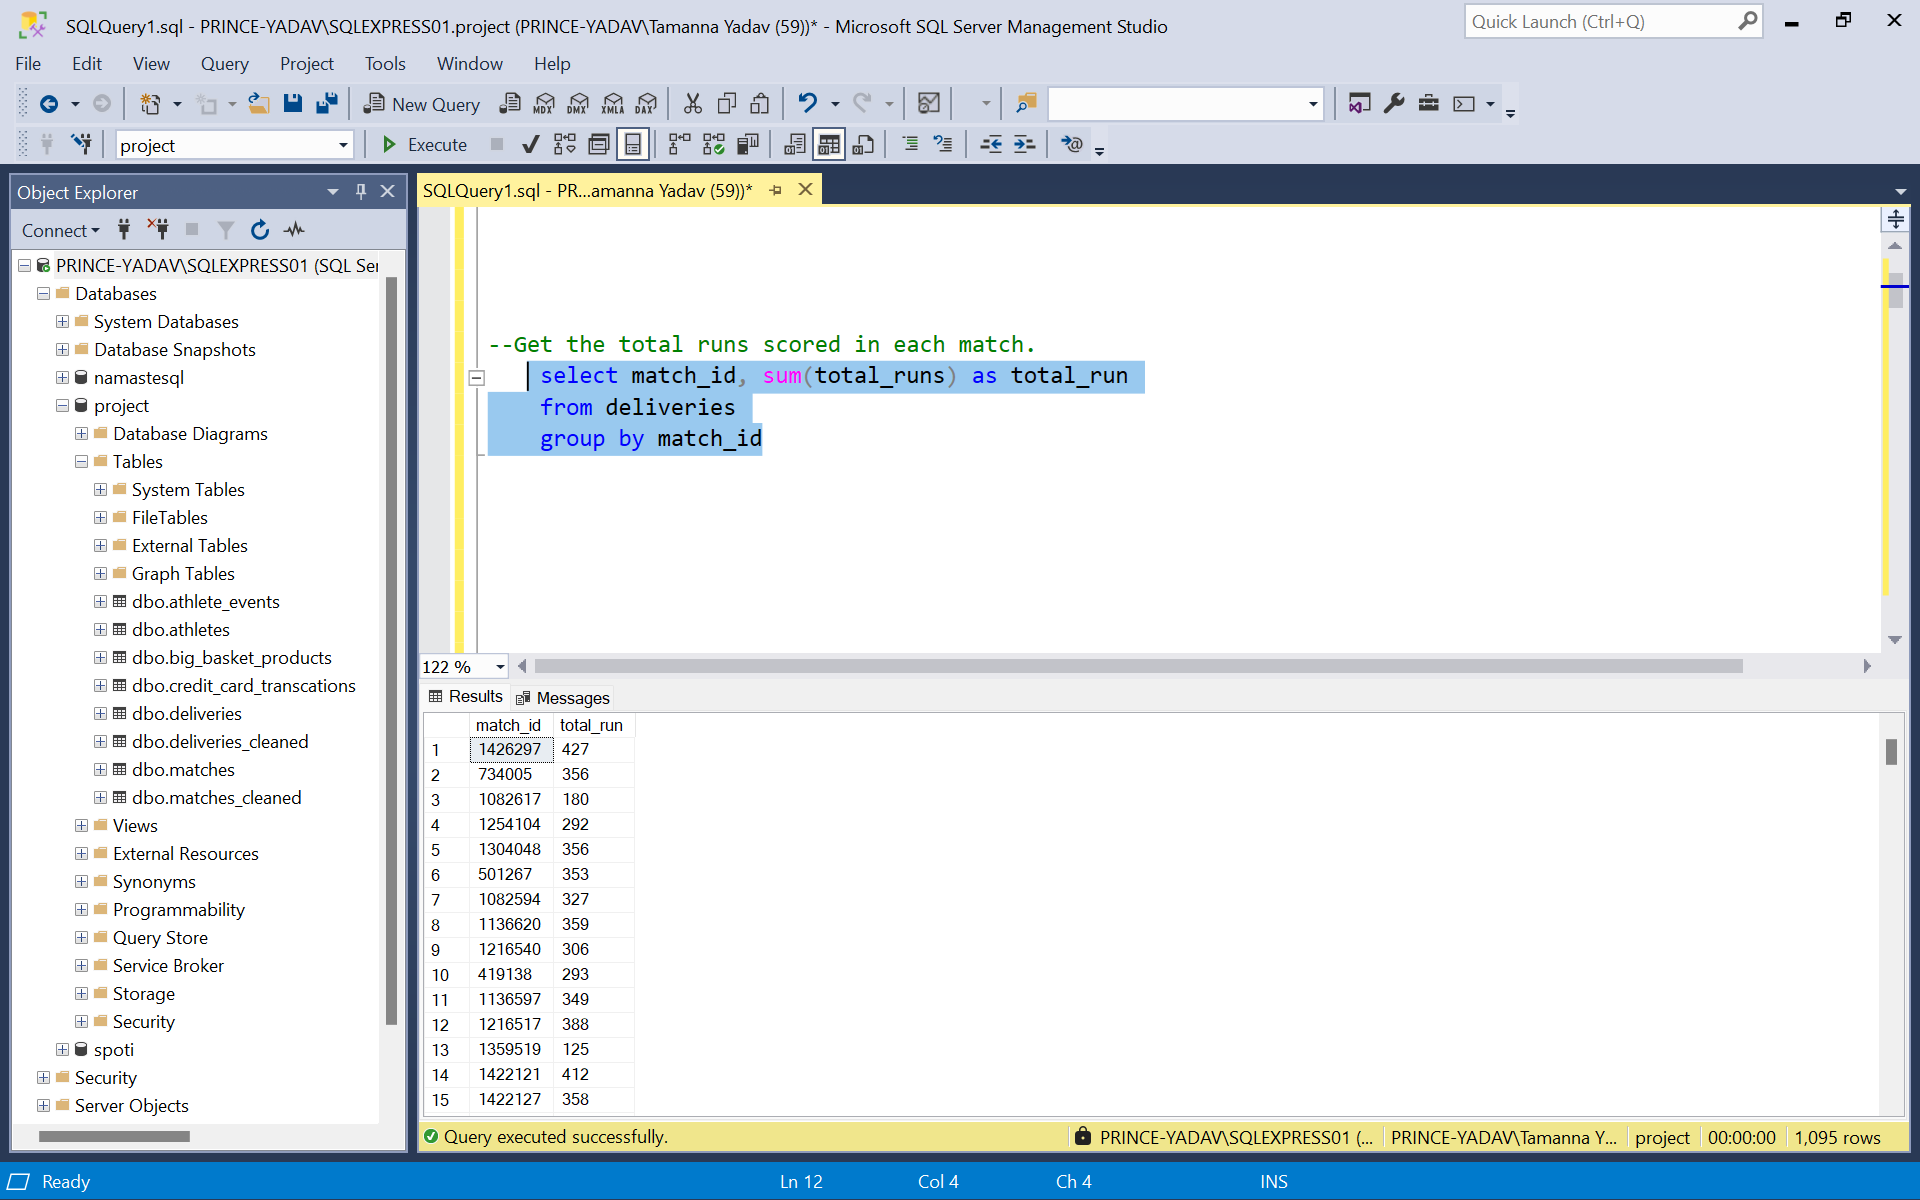 SQLQuery1.sql - PRINCE-YADAV\SQLEXPRESS01.project (PRINCE-YADAV\Tamanna Yadav (59))* - Microsoft SQL Server Management Studio
Quick Launch (Ctrl+Q)
File Edit View Query Project Tools Window Help
New Query MDX DMX XMLA DAX
project Execute
Object Explorer
SQLQuery1.sql - PR...amanna Yadav (59))*
Connect
PRINCE-YADAV\SQLEXPRESS01 (SQL Ser
Databases
System Databases
Database Snapshots
namastesql
project
Database Diagrams
Tables
System Tables
FileTables
External Tables
Graph Tables
dbo.athlete_events
dbo.athletes
dbo.big_basket_products
dbo.credit_card_transcations
dbo.deliveries
dbo.deliveries_cleaned
dbo.matches
dbo.matches_cleaned
Views
External Resources
Synonyms
Programmability
Query Store
Service Broker
Storage
Security
spoti
Security
Server Objects
--Get the total runs scored in each match.
select match_id, sum(total_runs) as total_run
from deliveries
group by match_id
122 %
Results Messages
match_id total_run
1 1426297 427
2 734005 356
3 1082617 180
4 1254104 292
5 1304048 356
6 501267 353
7 1082594 327
8 1136620 359
9 1216540 306
10 419138 293
11 1136597 349
12 1216517 388
13 1359519 125
14 1422121 412
15 1422127 358
Query executed successfully. PRINCE-YADAV\SQLEXPRESS01 (... PRINCE-YADAV\Tamanna Y... project 00:00:00 1,095 rows
Ready Ln 12 Col 4 Ch 4 INS